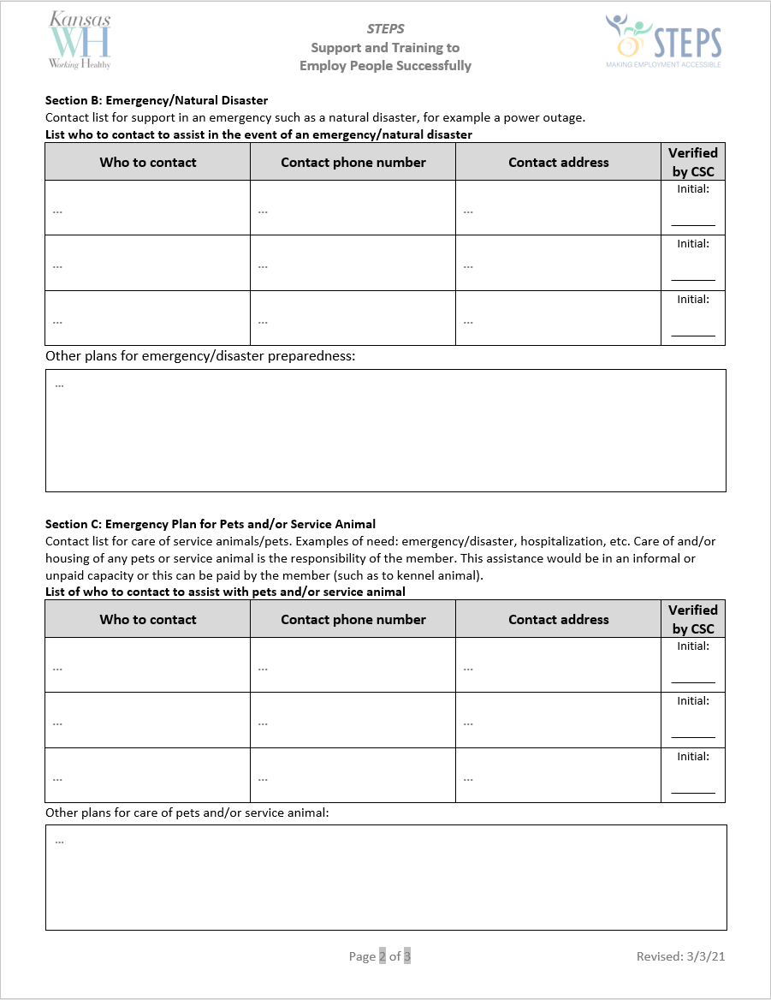 Kansas
WH
Working Healthy
STEPS
Support and Training to
Employ People Successfully
STEPS
MAKING EMPLOYMENT ACCESSIBLE
Section B: Emergency/Natural Disaster
Contact list for support in an emergency such as a natural disaster, for example a power outage.
List who to contact to assist in the event of an emergency/natural disaster
Who to contact Contact phone number Contact address Verified by CSC
... ... ... Initial: ______
... ... ... Initial: ______
... ... ... Initial: ______
Other plans for emergency/disaster preparedness:
...
Section C: Emergency Plan for Pets and/or Service Animal
Contact list for care of service animals/pets. Examples of need: emergency/disaster, hospitalization, etc. Care of and/or
housing of any pets or service animal is the responsibility of the member. This assistance would be in an informal or
unpaid capacity or this can be paid by the member (such as to kennel animal).
List of who to contact to assist with pets and/or service animal
Who to contact Contact phone number Contact address Verified by CSC
... ... ... Initial: ______
... ... ... Initial: ______
... ... ... Initial: ______
Other plans for care of pets and/or service animal:
...
Page 2 of 3 Revised: 3/3/21